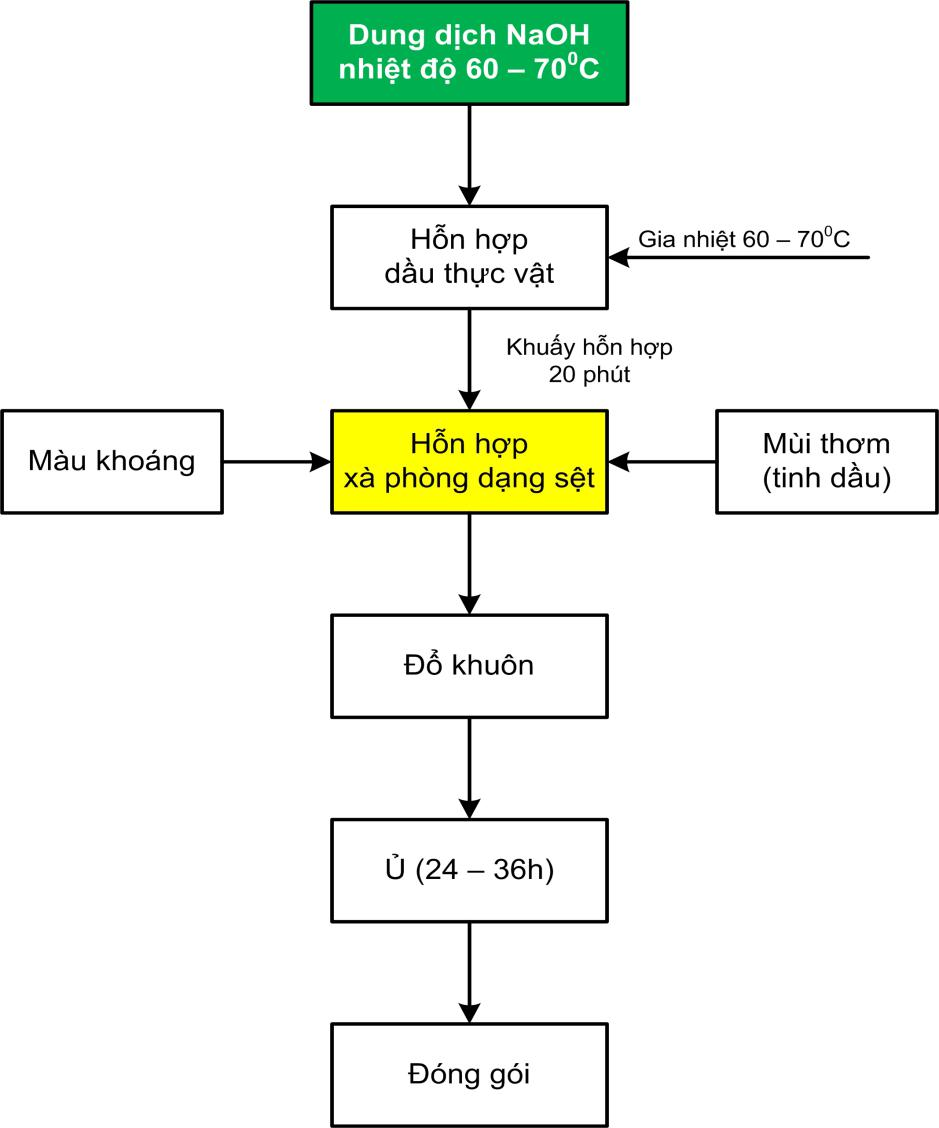 Dung dịch NaOH
nhiệt độ 60 – 70⁰C
Hỗn hợp
dầu thực vật
Gia nhiệt 60 – 70⁰C
Khuấy hỗn hợp
20 phút
Màu khoáng
Hỗn hợp
xà phòng dạng sệt
Mùi thơm
(tinh dầu)
Đổ khuôn
Ủ (24 – 36h)
Đóng gói